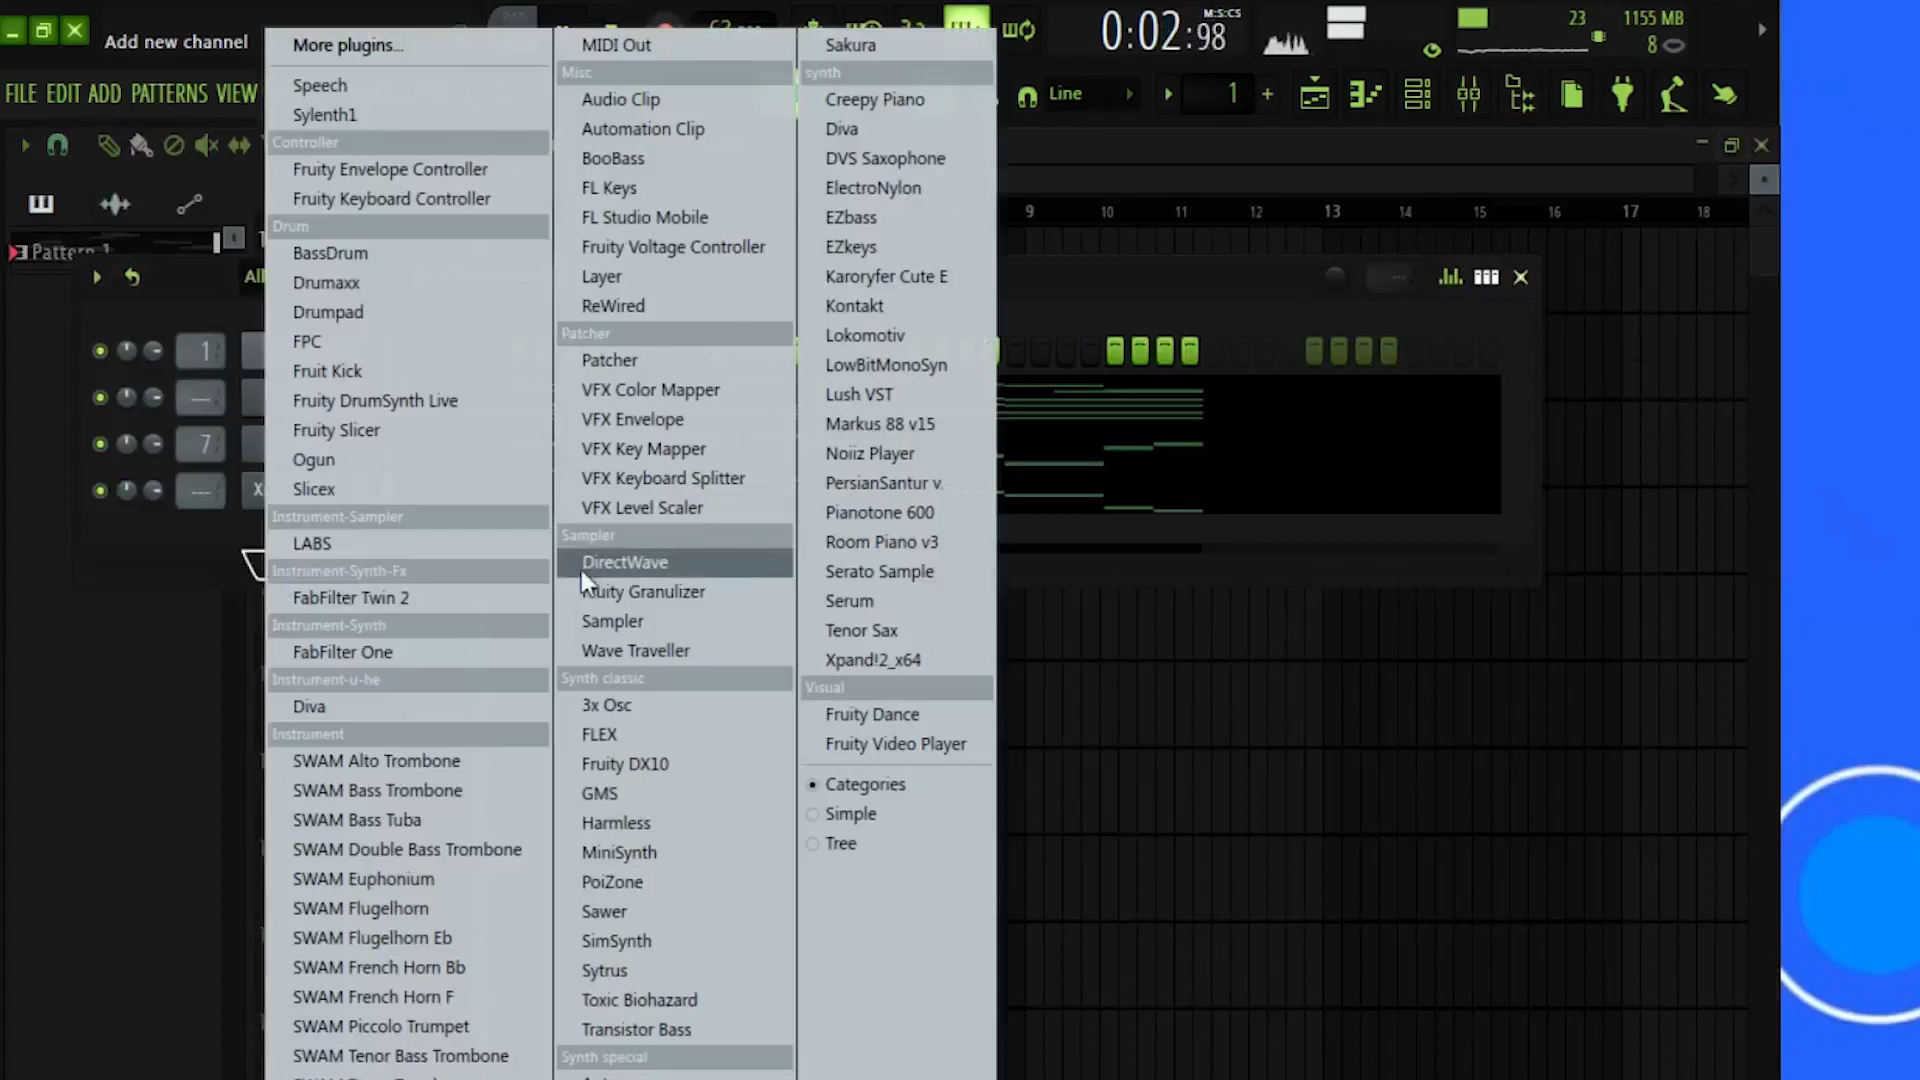 Add new channel
0:02:98
M:S:CS
23
1155 MB
8
FILE EDIT ADD PATTERNS VIEW
Line
1
Pattern 1
All
1
---
7
---
X
More plugins...
Speech
Sylenth1
Controller
Fruity Envelope Controller
Fruity Keyboard Controller
Drum
BassDrum
Drumaxx
Drumpad
FPC
Fruit Kick
Fruity DrumSynth Live
Fruity Slicer
Ogun
Slicex
Instrument-Sampler
LABS
Instrument-Synth-Fx
FabFilter Twin 2
Instrument-Synth
FabFilter One
Instrument-u-he
Diva
Instrument
SWAM Alto Trombone
SWAM Bass Trombone
SWAM Bass Tuba
SWAM Double Bass Trombone
SWAM Euphonium
SWAM Flugelhorn
SWAM Flugelhorn Eb
SWAM French Horn Bb
SWAM French Horn F
SWAM Piccolo Trumpet
SWAM Tenor Bass Trombone
MIDI Out
Misc
Audio Clip
Automation Clip
BooBass
FL Keys
FL Studio Mobile
Fruity Voltage Controller
Layer
ReWired
Patcher
Patcher
VFX Color Mapper
VFX Envelope
VFX Key Mapper
VFX Keyboard Splitter
VFX Level Scaler
Sampler
DirectWave
Fruity Granulizer
Sampler
Wave Traveller
Synth classic
3x Osc
FLEX
Fruity DX10
GMS
Harmless
MiniSynth
PoiZone
Sawer
SimSynth
Sytrus
Toxic Biohazard
Transistor Bass
Synth special
Sakura
synth
Creepy Piano
Diva
DVS Saxophone
ElectroNylon
EZbass
EZkeys
Karoryfer Cute E
Kontakt
Lokomotiv
LowBitMonoSyn
Lush VST
Markus 88 v15
Noiiz Player
PersianSantur v.
Pianotone 600
Room Piano v3
Serato Sample
Serum
Tenor Sax
Xpand!2_x64
Visual
Fruity Dance
Fruity Video Player
Categories
Simple
Tree
9 10 11 12 13 14 15 16 17 18
---